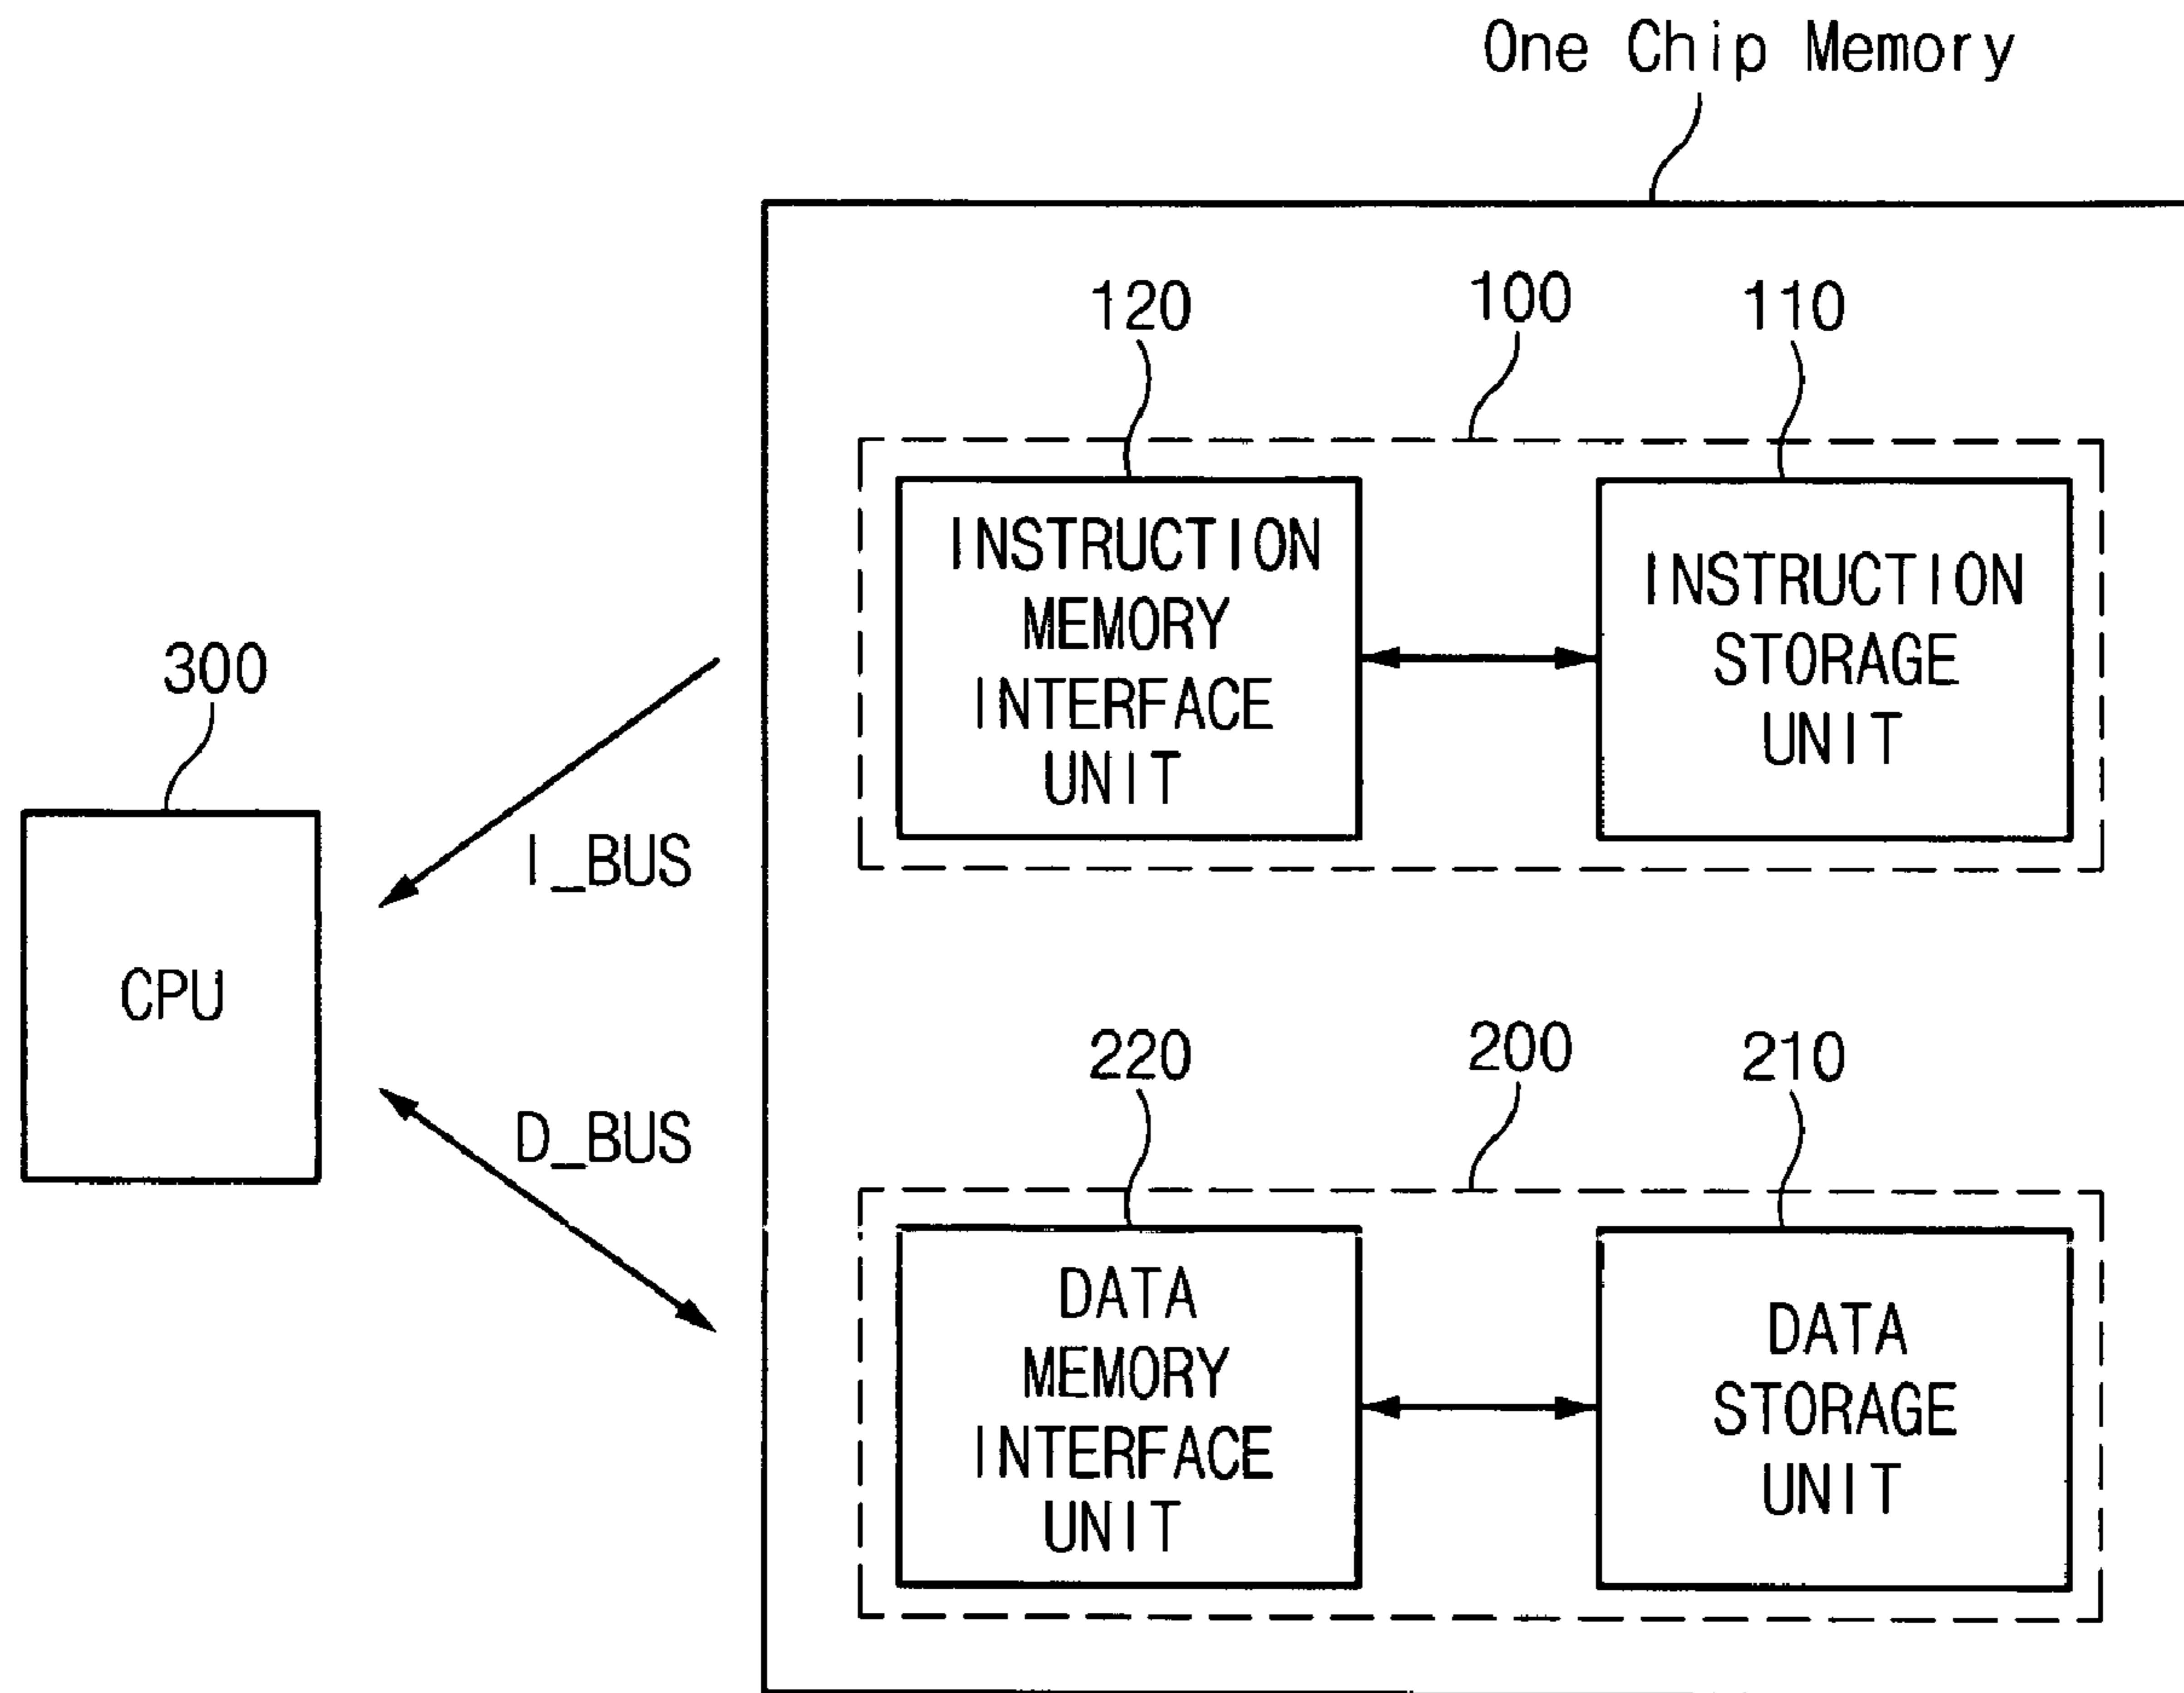 One Chip Memory
120
100
110
INSTRUCTION
MEMORY
INTERFACE
UNIT
INSTRUCTION
STORAGE
UNIT
300
I_BUS
CPU
D_BUS
220
200
210
DATA
MEMORY
INTERFACE
UNIT
DATA
STORAGE
UNIT